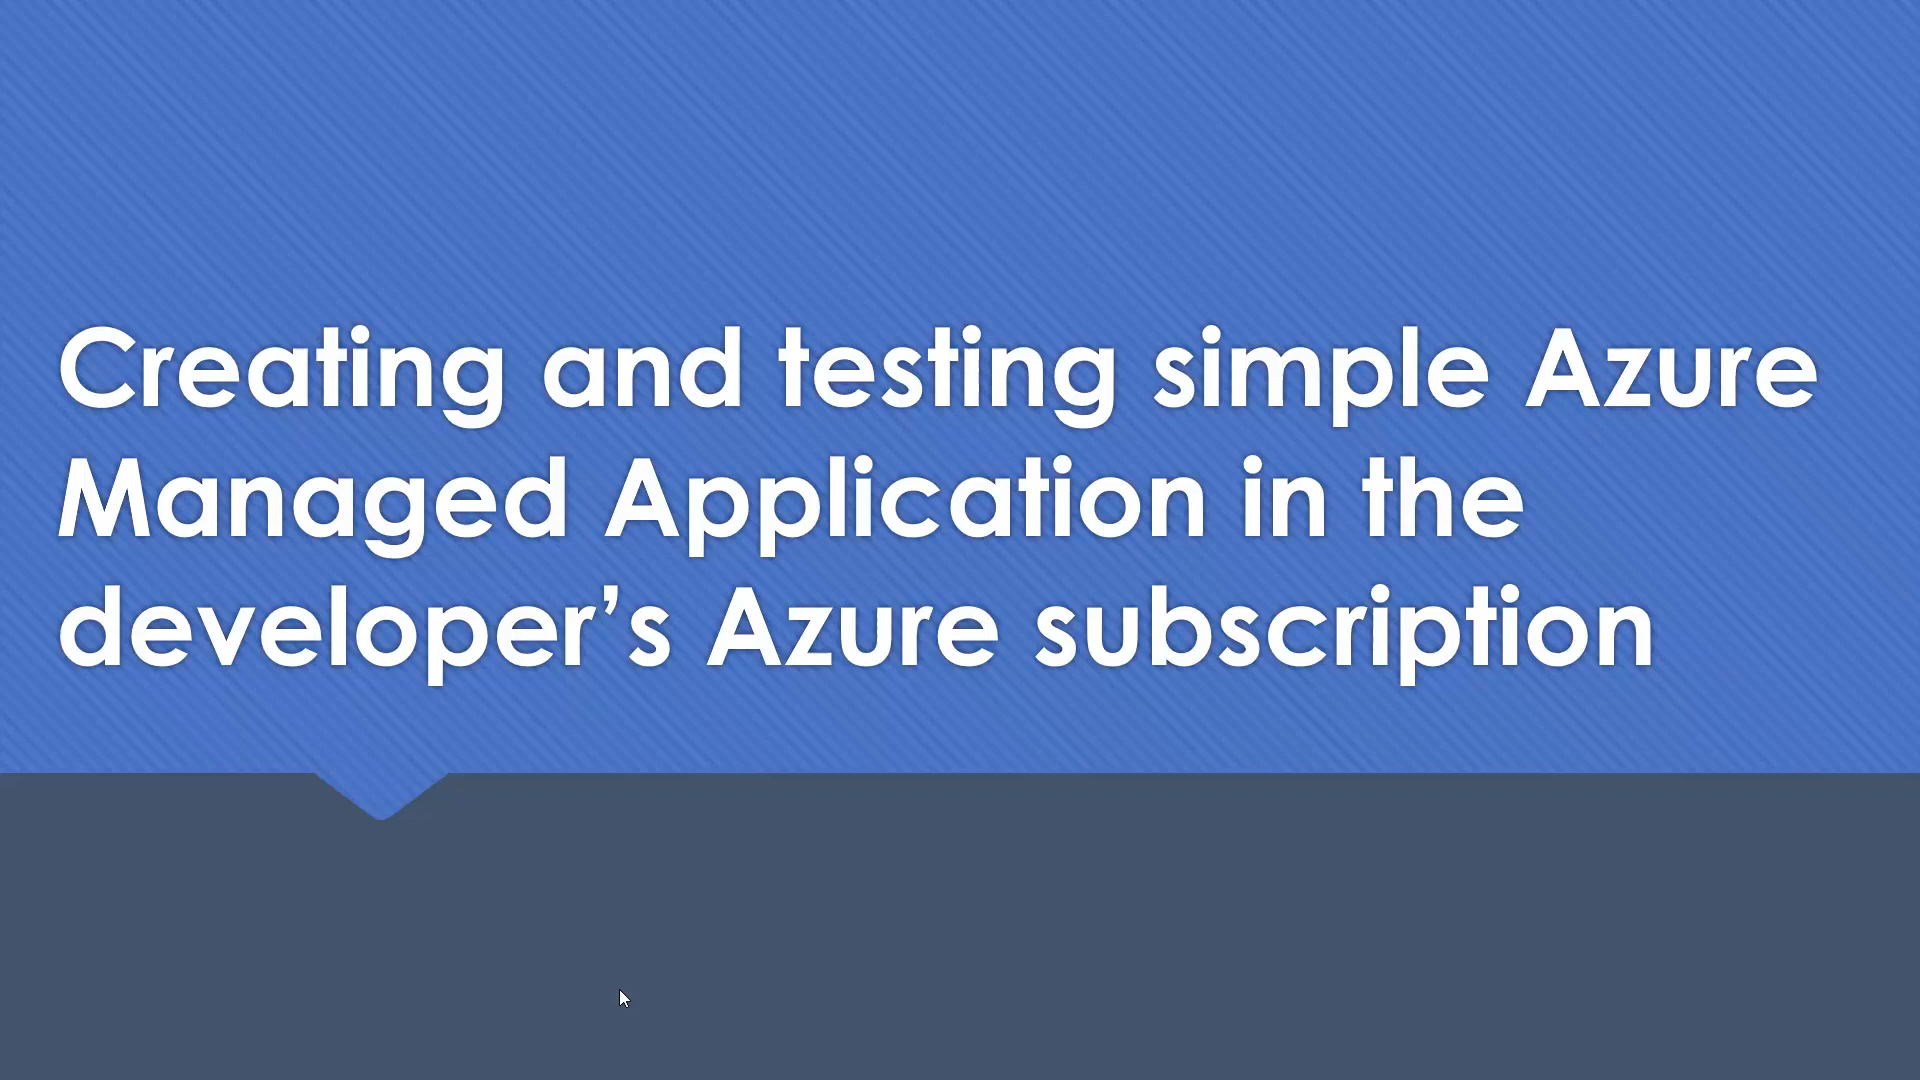 Creating and testing simple Azure
Managed Application in the
developer’s Azure subscription